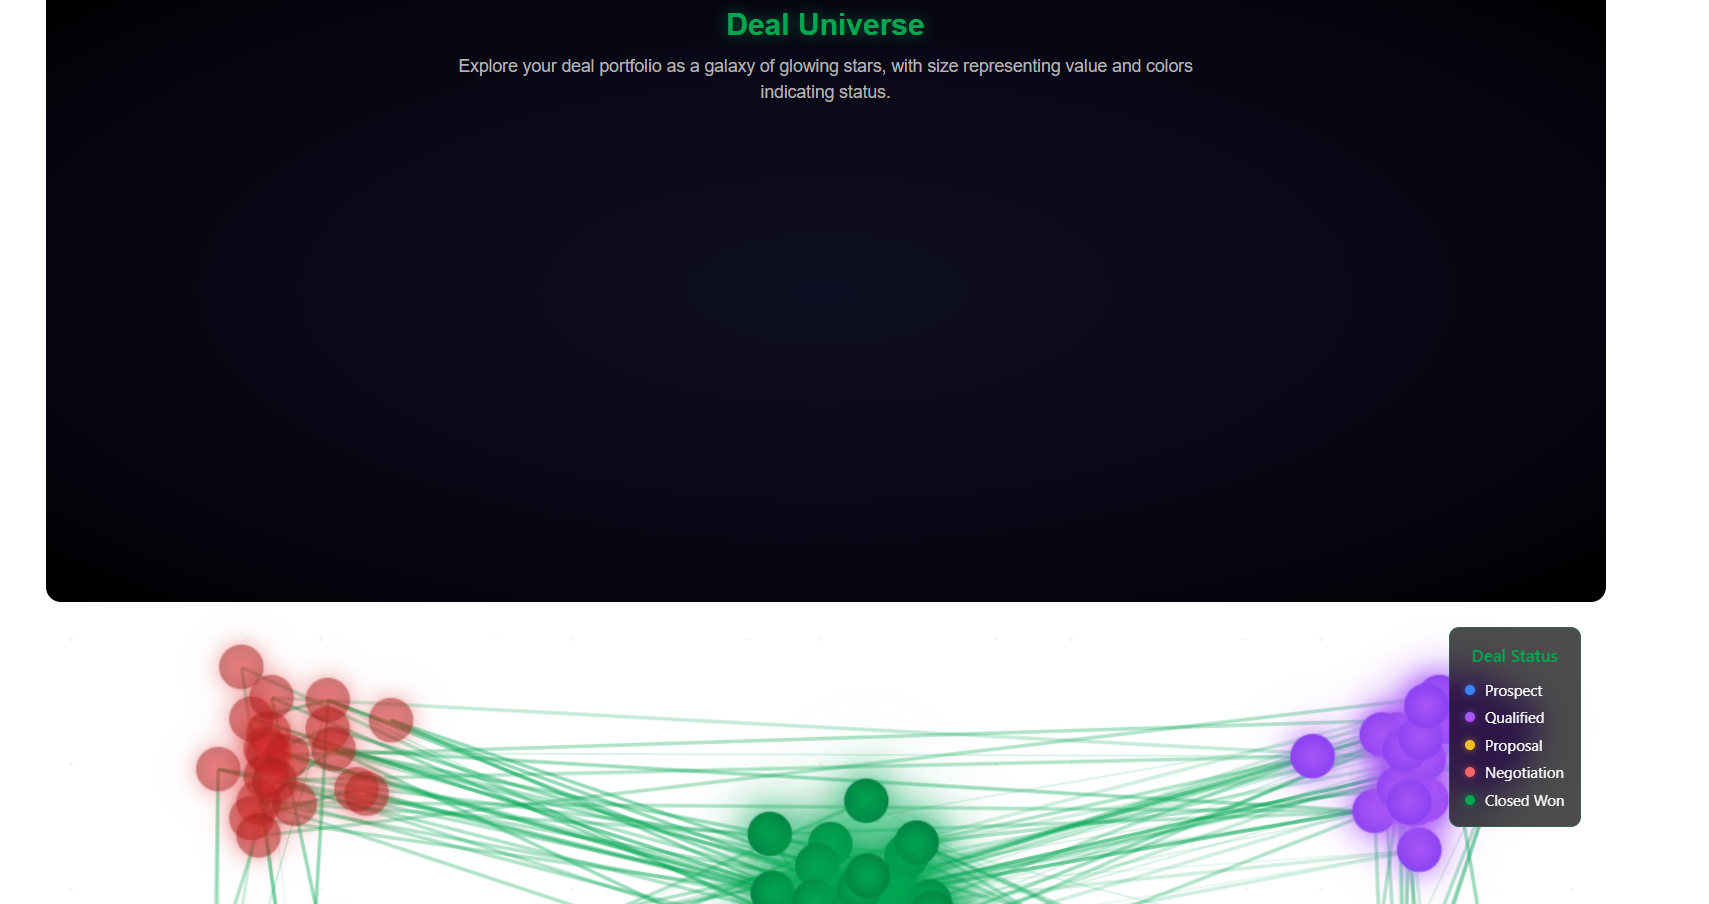 Deal Universe
Explore your deal portfolio as a galaxy of glowing stars, with size representing value and colors
indicating status.
Deal Status
Prospect
Qualified
Proposal
Negotiation
Closed Won